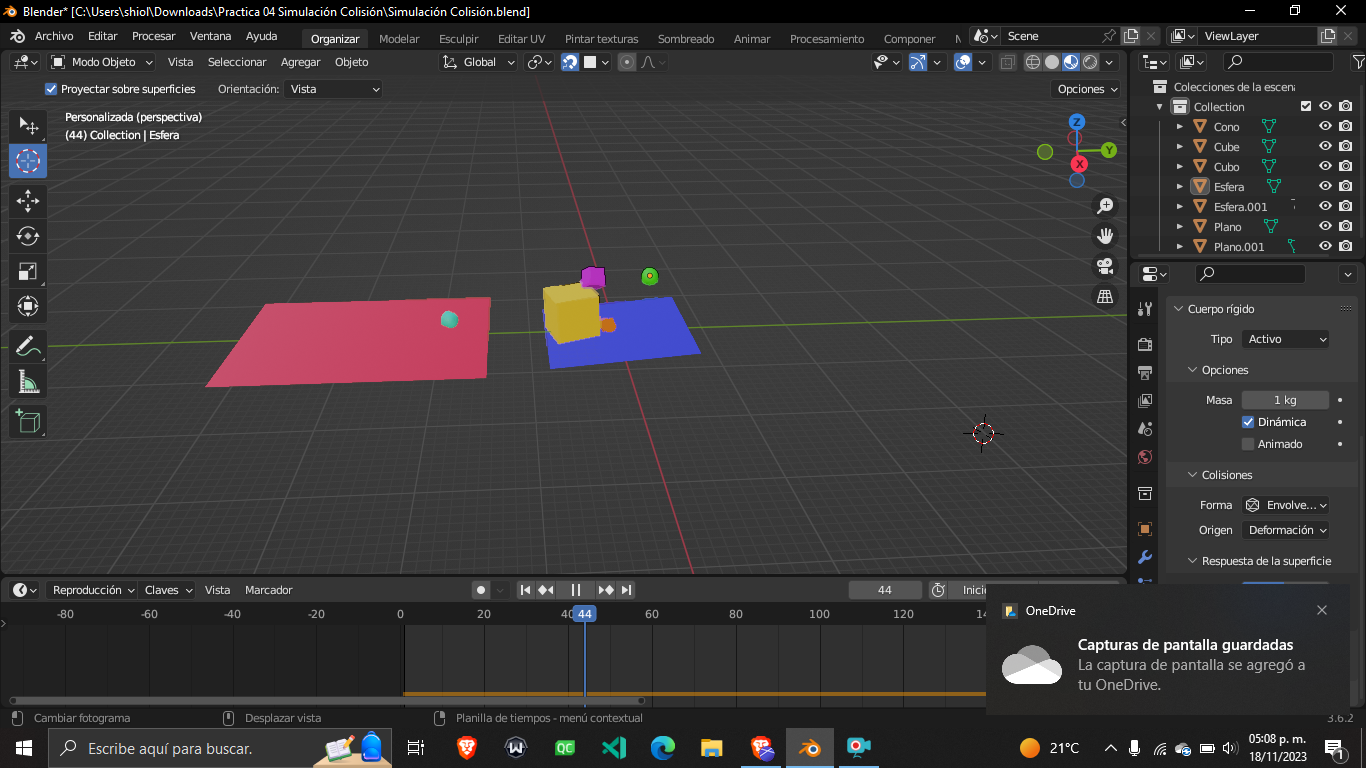 Blender* [C:\Users\shiol\Downloads\Practica 04 Simulación Colisión\Simulación Colisión.blend]
Archivo Editar Procesar Ventana Ayuda Organizar Modelar Esculpir Editar UV Pintar texturas Sombreado Animar Procesamiento Componer Scene ViewLayer
Modo Objeto Vista Seleccionar Agregar Objeto Global
Proyectar sobre superficies Orientación: Vista Opciones
Personalizada (perspectiva)
(44) Collection | Esfera
Z
Y
X
Colecciones de la escena
Collection
Cono
Cube
Cubo
Esfera
Esfera.001
Plano
Plano.001
Cuerpo rígido
Tipo Activo
Opciones
Masa 1 kg
Dinámica
Animado
Colisiones
Forma Envolve...
Origen Deformación
Respuesta de la superficie
Reproducción Claves Vista Marcador 44 Inicio
-80 -60 -40 -20 0 20 40 44 60 80 100 120 14
OneDrive
Capturas de pantalla guardadas
La captura de pantalla se agregó a
tu OneDrive.
Cambiar fotograma Desplazar vista Planilla de tiempos - menú contextual 3.6.2
Escribe aquí para buscar. QC 21°C 05:08 p. m.
18/11/2023 1